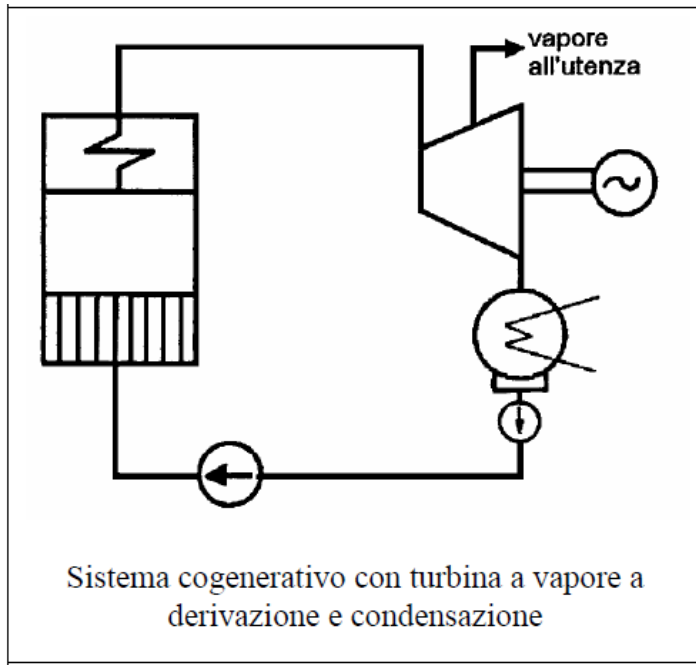 vapore
all'utenza
Sistema cogenerativo con turbina a vapore a
derivazione e condensazione